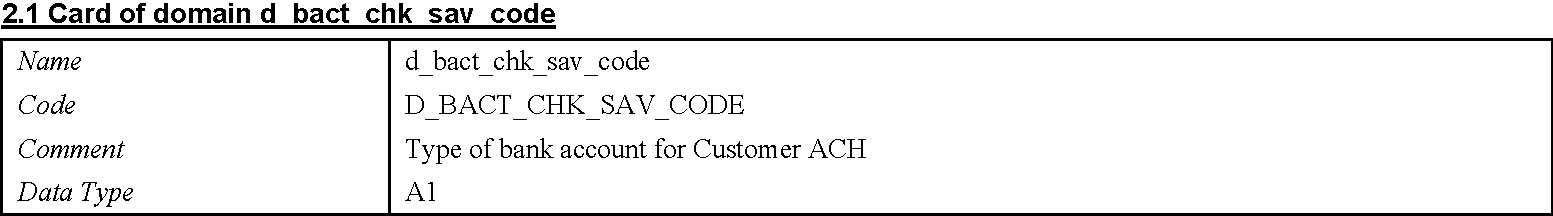 2.1 Card of domain d_bact_chk_sav_code
Name d_bact_chk_sav_code
Code D_BACT_CHK_SAV_CODE
Comment Type of bank account for Customer ACH
Data Type A1